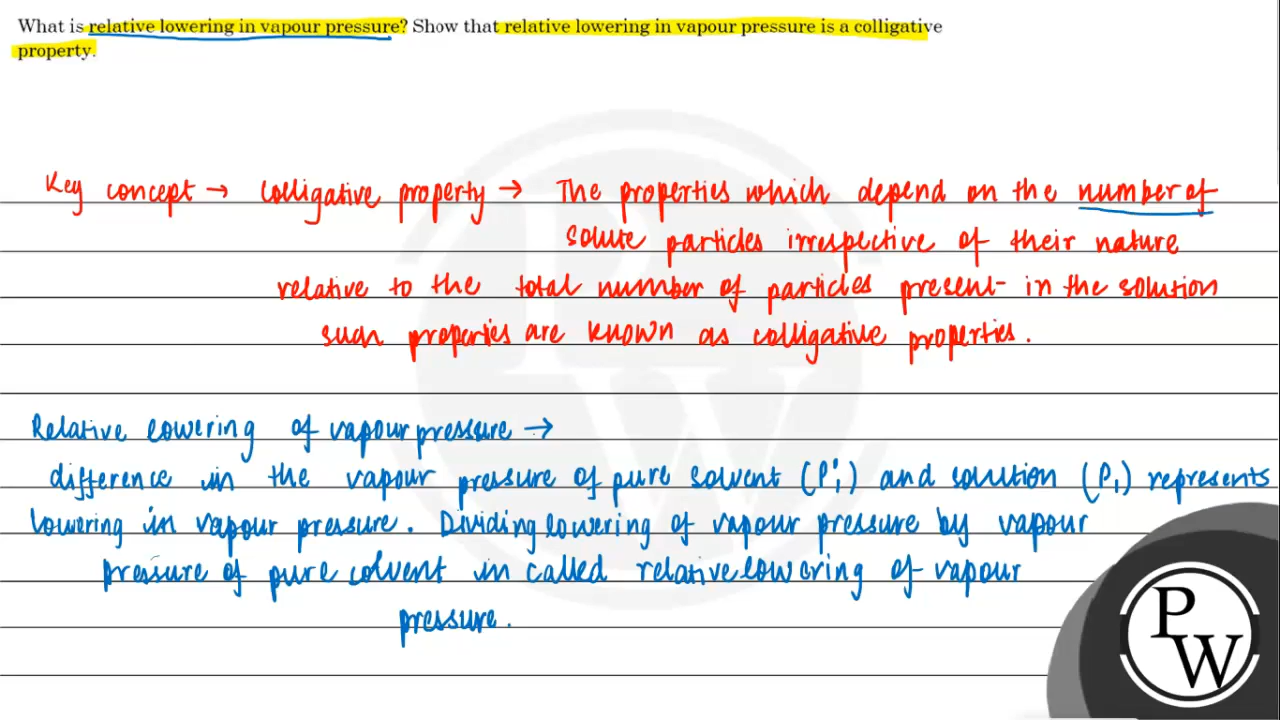 What is relative lowering in vapour pressure? Show that relative lowering in vapour pressure is a colligative
property.
Key concept → colligative property → The properties which depend on the number of
solute particles irrespective of their nature
relative to the total number of particles present in the solution
such properties are known as colligative properties.
Relative lowering of vapour pressure →
difference in the vapour pressure of pure solvent (P°₁) and solution (P₁) represents
lowering in vapour pressure. Dividing lowering of vapour pressure by vapour
pressure of pure solvent in called relative lowering of vapour
pressure.
PW
PW